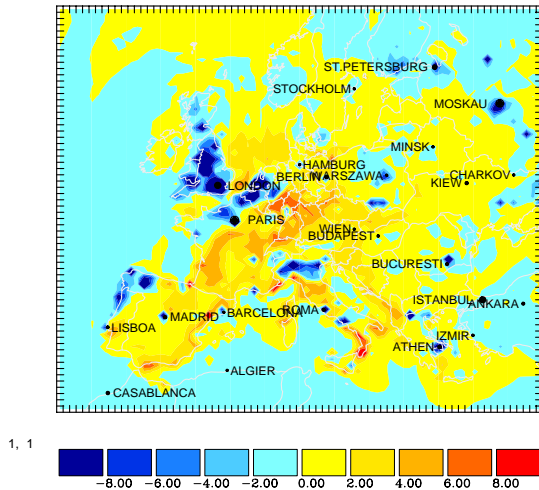 ST.PETERSBURG
STOCKHOLM
MOSKAU
MINSK
HAMBURG
BERLIN
WARSZAWA
CHARKOV
KIEW
LONDON
PARIS
WIEN
BUDAPEST
BUCURESTI
ISTANBUL
ANKARA
MADRID
BARCELONA
ROMA
LISBOA
IZMIR
ATHEN
ALGIER
CASABLANCA
1, 1
-8.00 -6.00 -4.00 -2.00 0.00 2.00 4.00 6.00 8.00